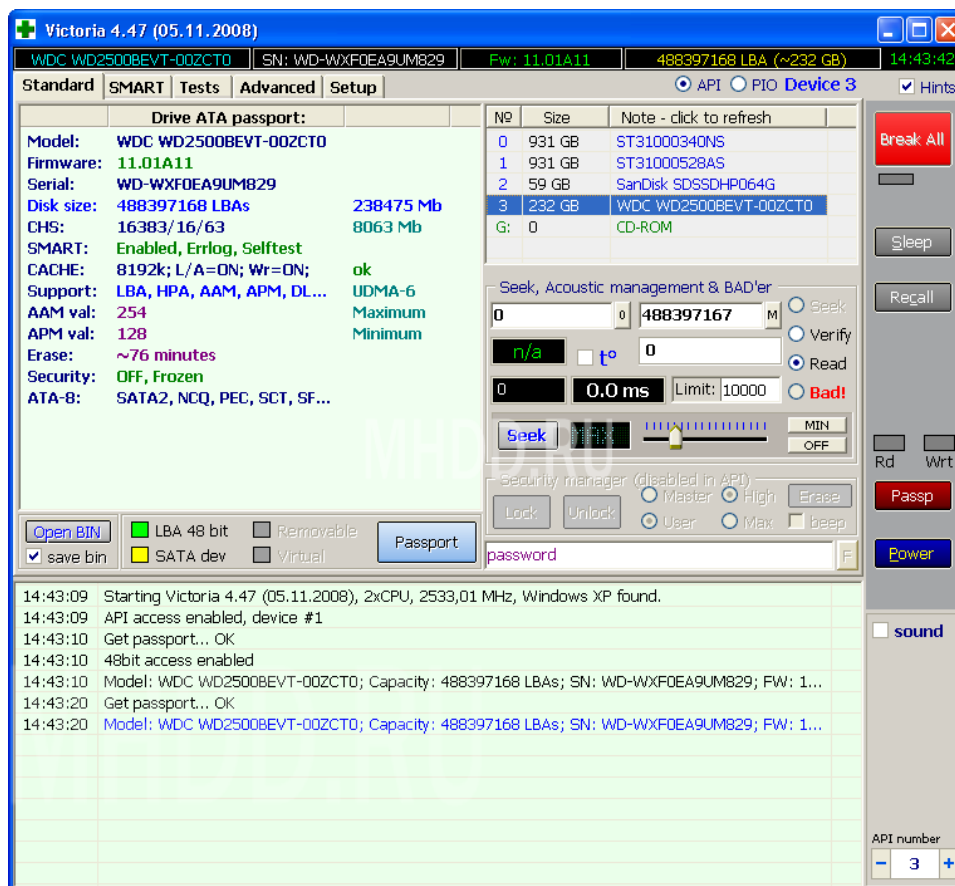 Victoria 4.47 (05.11.2008)
WDC WD2500BEVT-00ZCT0 SN: WD-WXF0EA9UM829 Fw: 11.01A11 488397168 LBA (~232 GB) 14:43:42
Standard SMART Tests Advanced Setup API PIO Device 3 Hints
Drive ATA passport:
Model: WDC WD2500BEVT-00ZCT0
Firmware: 11.01A11
Serial: WD-WXF0EA9UM829
Disk size: 488397168 LBAs 238475 Mb
CHS: 16383/16/63 8063 Mb
SMART: Enabled, Errlog, Selftest
CACHE: 8192k; L/A=ON; Wr=ON; ok
Support: LBA, HPA, AAM, APM, DL... UDMA-6
AAM val: 254 Maximum
APM val: 128 Minimum
Erase: ~76 minutes
Security: OFF, Frozen
ATA-8: SATA2, NCQ, PEC, SCT, SF...
Open BIN
save bin
LBA 48 bit Removable
SATA dev Virtual
Passport
№ Size Note - click to refresh
0 931 GB ST31000340NS
1 931 GB ST31000528AS
2 59 GB SanDisk SDSSDHP064G
3 232 GB WDC WD2500BEVT-00ZCT0
G: 0 CD-ROM
Seek, Acoustic management & BAD'er
0 0 488397167 M Seek
Verify
n/a t° 0 Read
0 0.0 ms Limit: 10000 Bad!
Seek MAX MIN
OFF
Security manager (disabled in API)
Lock Unlock Master High Erase
User Max beep
password F
Break All
Sleep
Recall
Rd Wrt
Passp
Power
MHDD.RU
14:43:09 Starting Victoria 4.47 (05.11.2008), 2xCPU, 2533,01 MHz, Windows XP found.
14:43:09 API access enabled, device #1
14:43:10 Get passport... OK
14:43:10 48bit access enabled
14:43:10 Model: WDC WD2500BEVT-00ZCT0; Capacity: 488397168 LBAs; SN: WD-WXF0EA9UM829; FW: 1...
14:43:20 Get passport... OK
14:43:20 Model: WDC WD2500BEVT-00ZCT0; Capacity: 488397168 LBAs; SN: WD-WXF0EA9UM829; FW: 1...
sound
MHDD.RU
API number
- 3 +